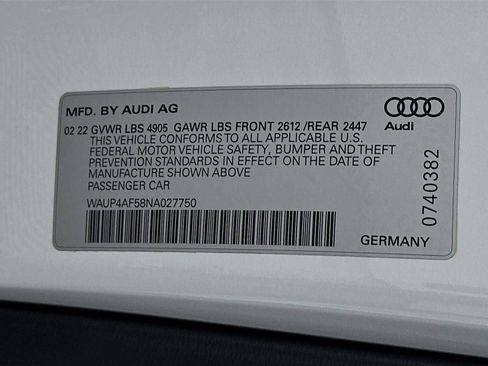 MFD. BY AUDI AG
02 22 GVWR LBS 4905 GAWR LBS FRONT 2612 /REAR 2447
THIS VEHICLE CONFORMS TO ALL APPLICABLE U.S.
FEDERAL MOTOR VEHICLE SAFETY, BUMPER AND THEFT
PREVENTION STANDARDS IN EFFECT ON THE DATE OF
MANUFACTURE SHOWN ABOVE
PASSENGER CAR
WAUP4AF58NA027750
Audi
0740382
GERMANY